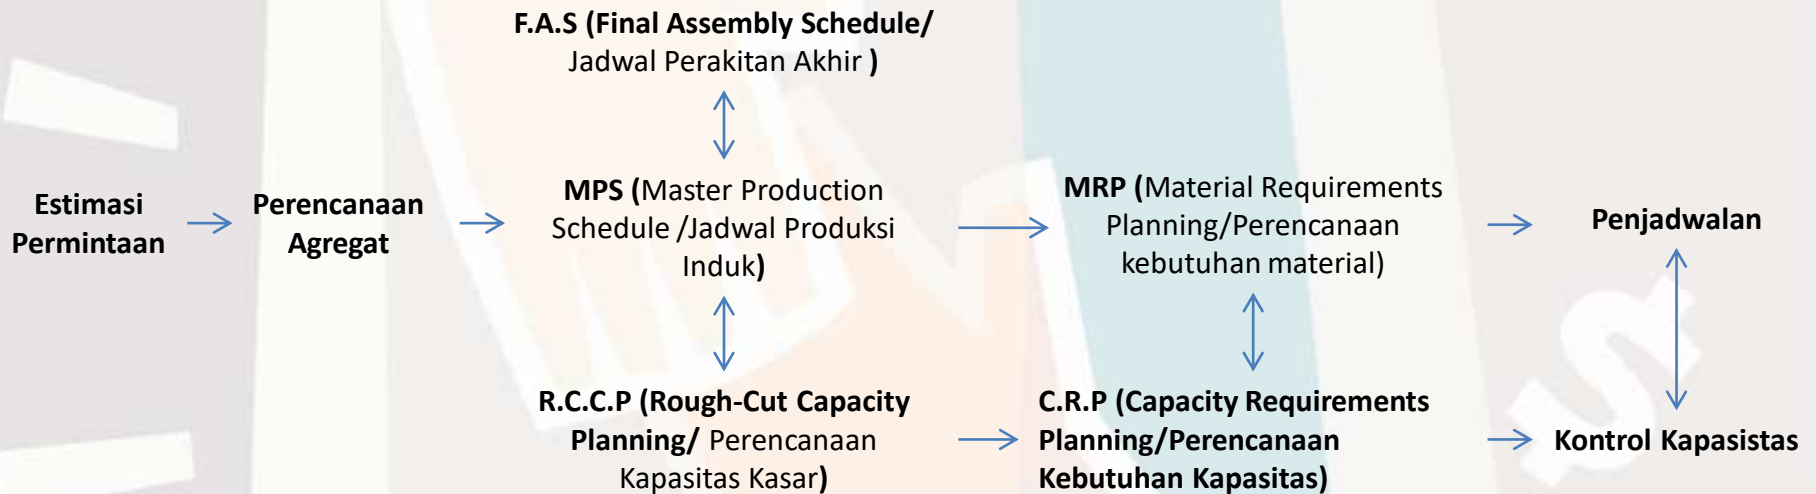 F.A.S (Final Assembly Schedule/
Jadwal Perakitan Akhir )
Estimasi
Permintaan
Perencanaan
Agregat
MPS (Master Production
Schedule /Jadwal Produksi
Induk)
MRP (Material Requirements
Planning/Perencanaan
kebutuhan material)
Penjadwalan
R.C.C.P (Rough-Cut Capacity
Planning/ Perencanaan
Kapasitas Kasar)
C.R.P (Capacity Requirements
Planning/Perencanaan
Kebutuhan Kapasitas)
Kontrol Kapasistas